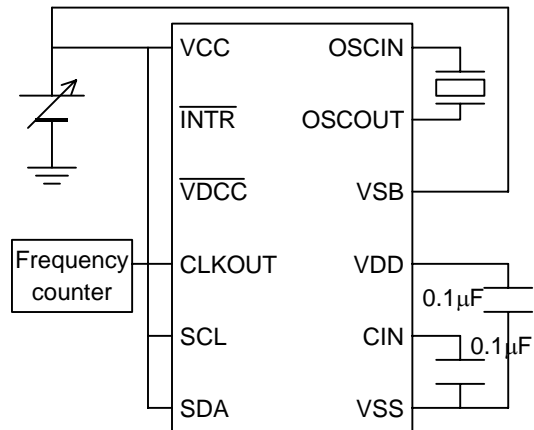 VCC OSCIN
INTR OSCOUT
VDCC VSB
Frequency
counter
CLKOUT VDD
0.1μF
SCL CIN
0.1μF
SDA VSS